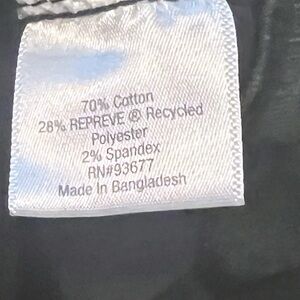 70% Cotton
28% REPREVE ® Recycled
Polyester
2% Spandex
RN#93677
Made In Bangladesh